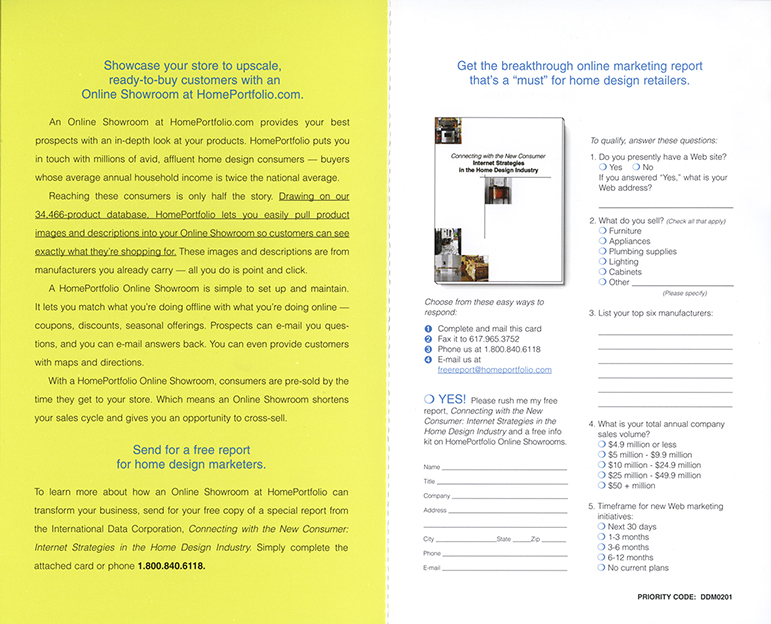 Showcase your store to upscale,
ready-to-buy customers with an
Online Showroom at HomePortfolio.com.
An Online Showroom at HomePortfolio.com provides your best
prospects with an in-depth look at your products. HomePortfolio puts you
in touch with millions of avid, affluent home design consumers — buyers
whose average annual household income is twice the national average.
Reaching these consumers is only half the story. Drawing on our
34,466-product database, HomePortfolio lets you easily pull product
images and descriptions into your Online Showroom so customers can see
exactly what they're shopping for. These images and descriptions are from
manufacturers you already carry — all you do is point and click.
A HomePortfolio Online Showroom is simple to set up and maintain.
It lets you match what you're doing offline with what you're doing online —
coupons, discounts, seasonal offerings. Prospects can e-mail you ques-
tions, and you can e-mail answers back. You can even provide customers
with maps and directions.
With a HomePortfolio Online Showroom, consumers are pre-sold by the
time they get to your store. Which means an Online Showroom shortens
your sales cycle and gives you an opportunity to cross-sell.
Send for a free report
for home design marketers.
To learn more about how an Online Showroom at HomePortfolio can
transform your business, send for your free copy of a special report from
the International Data Corporation, Connecting with the New Consumer:
Internet Strategies in the Home Design Industry. Simply complete the
attached card or phone 1.800.840.6118.
Get the breakthrough online marketing report
that's a "must" for home design retailers.
Connecting with the New Consumer
Internet Strategies
in the Home Design Industry
Choose from these easy ways to
respond:
1 Complete and mail this card
2 Fax it to 617.965.3752
3 Phone us at 1.800.840.6118
4 E-mail us at
freereport@homeportfolio.com
YES! Please rush me my free
report, Connecting with the New
Consumer: Internet Strategies in the
Home Design Industry and a free info
kit on HomePortfolio Online Showrooms.
Name
Title
Company
Address
City State Zip
Phone
E-mail
To qualify, answer these questions:
1. Do you presently have a Web site?
Yes No
If you answered "Yes," what is your
Web address?
2. What do you sell? (Check all that apply)
Furniture
Appliances
Plumbing supplies
Lighting
Cabinets
Other
(Please specify)
3. List your top six manufacturers:
4. What is your total annual company
sales volume?
$4.9 million or less
$5 million - $9.9 million
$10 million - $24.9 million
$25 million - $49.9 million
$50 + million
5. Timeframe for new Web marketing
initiatives:
Next 30 days
1-3 months
3-6 months
6-12 months
No current plans
PRIORITY CODE: DDM0201